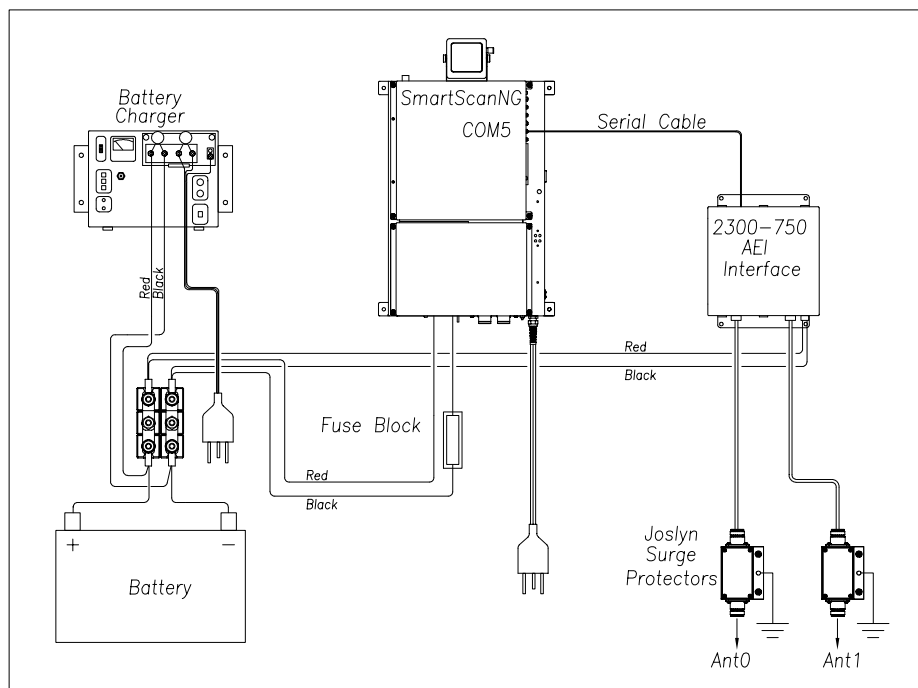 Battery
Charger
SmartScanNG
COM5
Serial Cable
2300-750
AEI
Interface
Red
Black
Red
Black
Fuse Block
Red
Black
+
−
Battery
Joslyn
Surge
Protectors
Ant0
Ant1